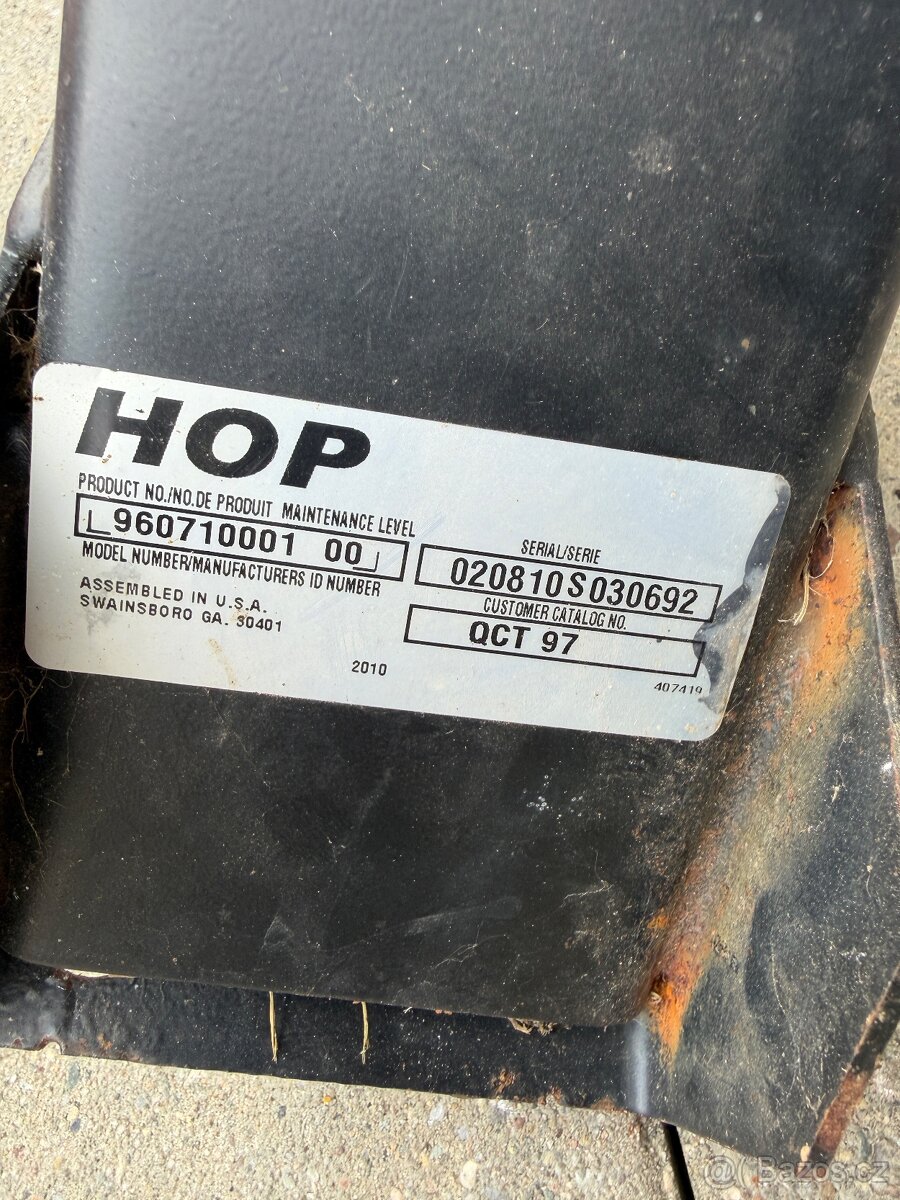 HOP
PRODUCT NO./NO.DE PRODUIT MAINTENANCE LEVEL
960710001 00
MODEL NUMBER/MANUFACTURERS ID NUMBER
SERIAL/SERIE
020810S030692
CUSTOMER CATALOG NO.
QCT 97
ASSEMBLED IN U.S.A.
SWAINSBORO GA. 30401
2010
407419
@ Bazoš.cz